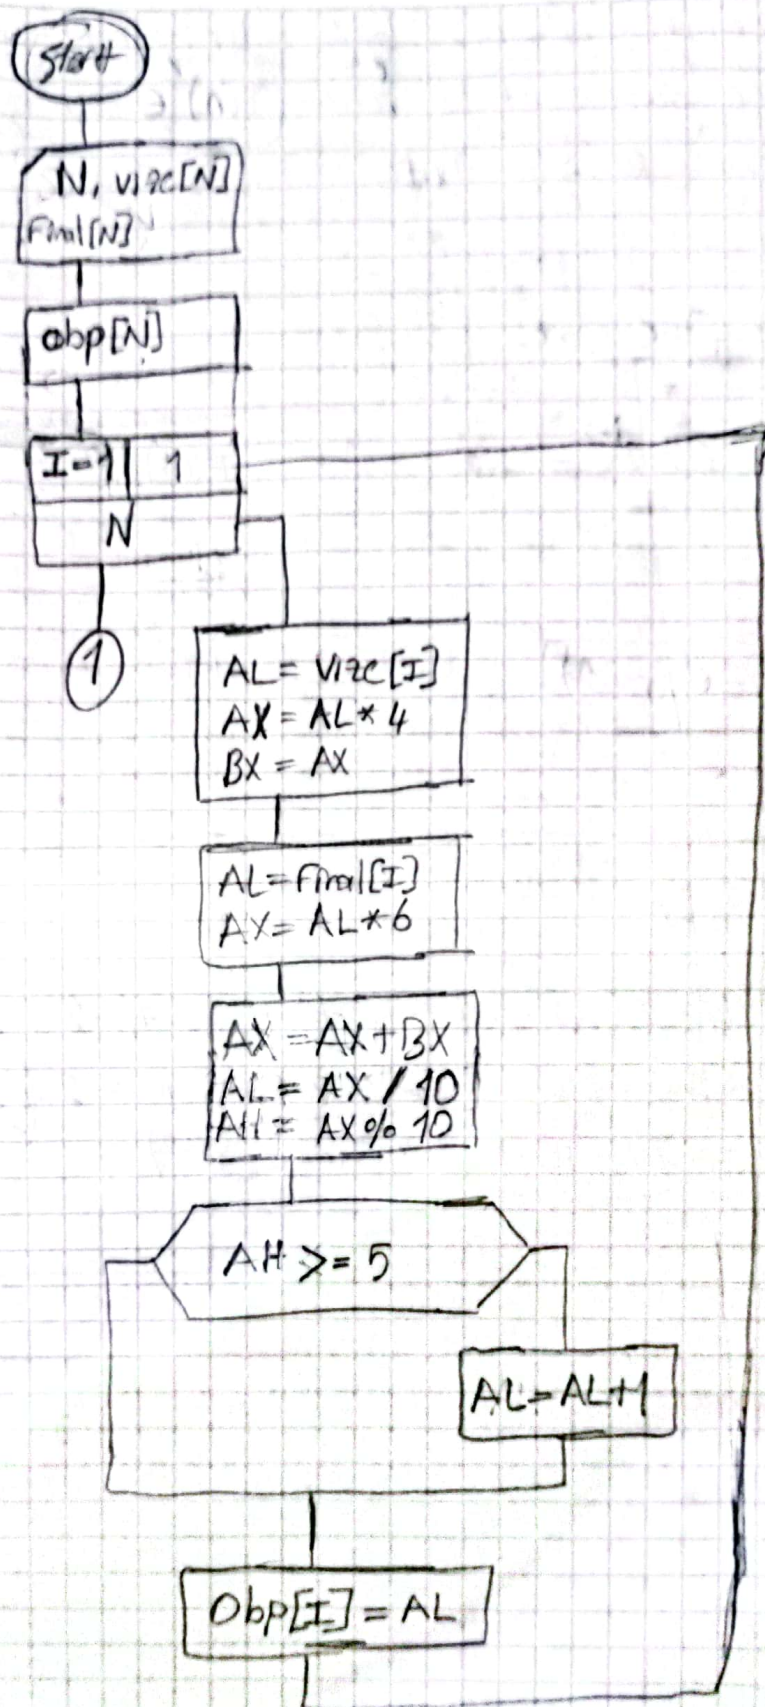 Start
N, vize[N]
Final[N]
obp[N]
I=1 1
N
1
AL = vize[I]
AX = AL * 4
BX = AX
AL = Final[I]
AX = AL * 6
AX = AX + BX
AL = AX / 10
AH = AX % 10
AH >= 5
AL = AL+1
Obp[I] = AL